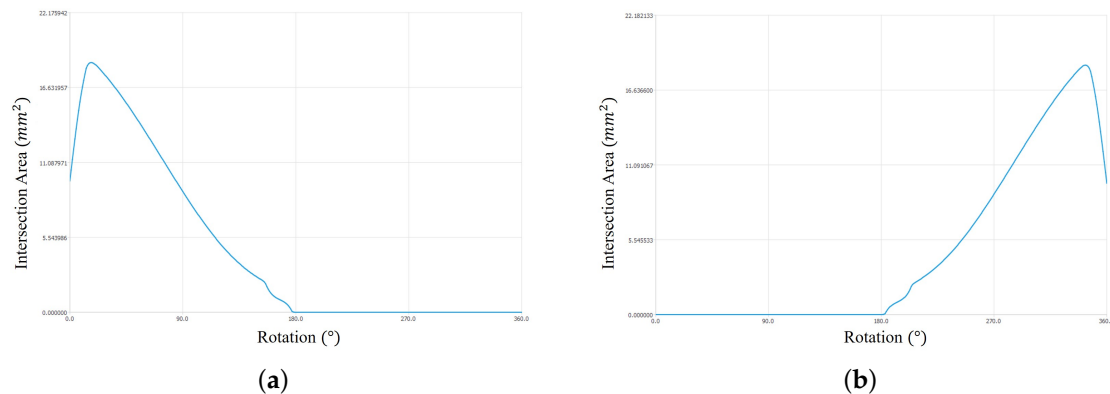 22.175942
16.631957
11.087971
5.543986
0.000000
Intersection Area (mm²)
0.0 90.0 180.0 270.0 360.0
Rotation (°)
(a)
22.182133
16.636600
11.091067
5.545533
0.000000
Intersection Area (mm²)
0.0 90.0 180.0 270.0 360.
Rotation (°)
(b)